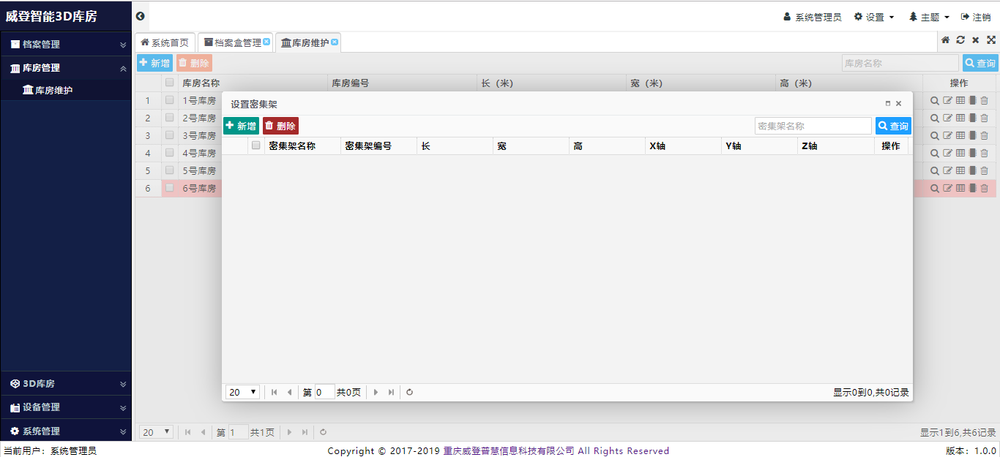 威登智能3D库房
系统管理员 设置 主题 注销
档案管理
库房管理
库房维护
3D库房
设备管理
系统管理
系统首页 档案盒管理 库房维护
新增 删除 库房名称 查询
库房名称 库房编号 长（米） 宽（米） 高（米） 操作
1 1号库房
2 2号库房
3 3号库房
4 4号库房
5 5号库房
6 6号库房
设置密集架
新增 删除 密集架名称 查询
密集架名称 密集架编号 长 宽 高 X轴 Y轴 Z轴 操作
20 第 0 共0页 显示0到0,共0记录
20 第 1 共1页 显示1到6,共6记录
当前用户：系统管理员 Copyright © 2017-2019 重庆威登普慧信息科技有限公司 All Rights Reserved 版本：1.0.0